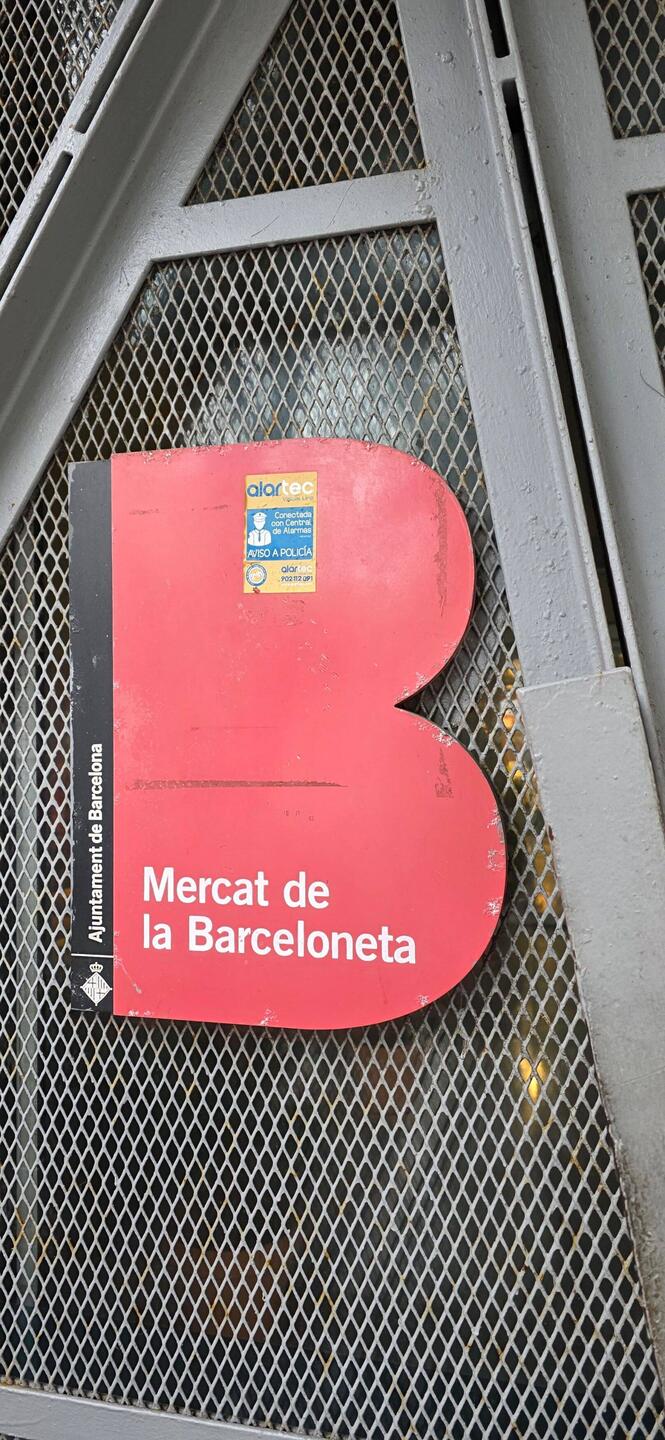 alartec
Conectada
con Central
de Alarmas
AVISO A POLICÍA
alartec
902 112 091
Ajuntament de Barcelona
Mercat de
la Barceloneta